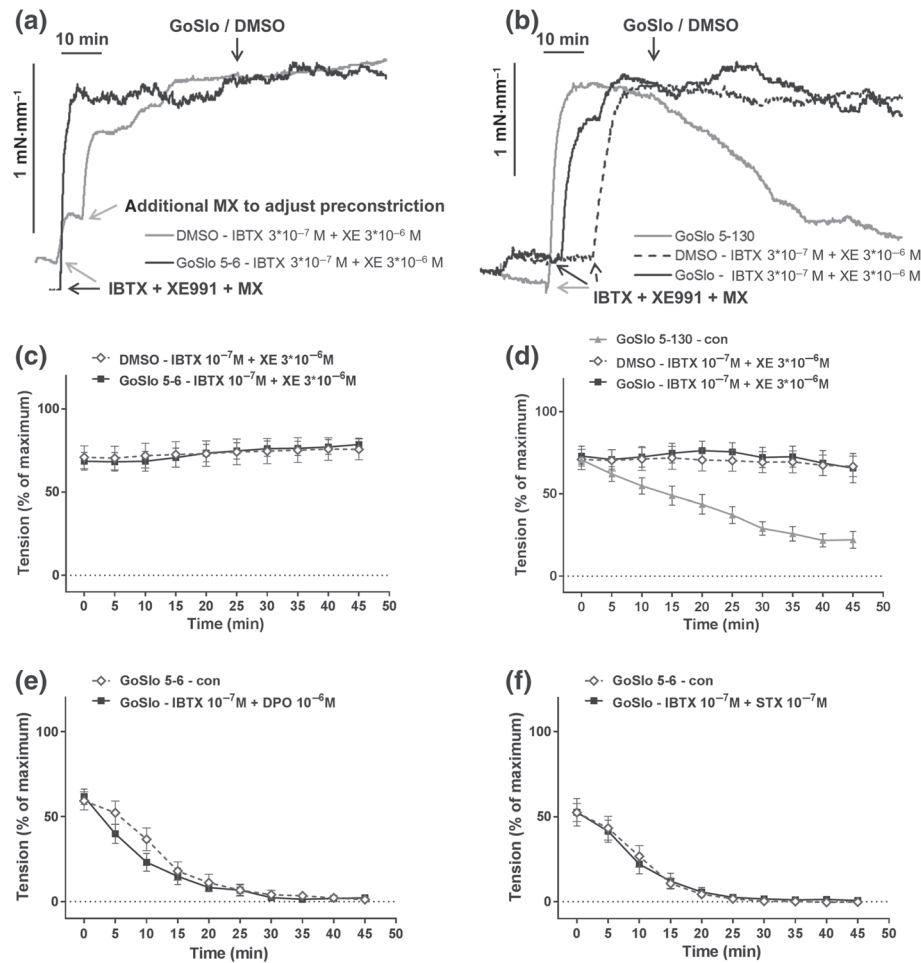 (a)
GoSlo / DMSO
10 min
1 mN·mm⁻¹
Additional MX to adjust preconstriction
DMSO - IBTX 3*10⁻⁷ M + XE 3*10⁻⁶ M
GoSlo 5-6 - IBTX 3*10⁻⁷ M + XE 3*10⁻⁶ M
IBTX + XE991 + MX
(b)
GoSlo / DMSO
10 min
1 mN·mm⁻¹
GoSlo 5-130
DMSO - IBTX 3*10⁻⁷ M + XE 3*10⁻⁶ M
GoSlo - IBTX 3*10⁻⁷ M + XE 3*10⁻⁶ M
IBTX + XE991 + MX
(c)
DMSO - IBTX 10⁻⁷M + XE 3*10⁻⁶M
GoSlo 5-6 - IBTX 10⁻⁷M + XE 3*10⁻⁶M
Tension (% of maximum)
100
50
0
0 5 10 15 20 25 30 35 40 45 50
Time (min)
(d)
GoSlo 5-130 - con
DMSO - IBTX 10⁻⁷M + XE 3*10⁻⁶M
GoSlo - IBTX 10⁻⁷M + XE 3*10⁻⁶M
Tension (% of maximum)
100
50
0
0 5 10 15 20 25 30 35 40 45 50
Time (min)
(e)
GoSlo 5-6 - con
GoSlo - IBTX 10⁻⁷M + DPO 10⁻⁶M
Tension (% of maximum)
100
50
0
0 5 10 15 20 25 30 35 40 45 50
Time (min)
(f)
GoSlo 5-6 - con
GoSlo - IBTX 10⁻⁷M + STX 10⁻⁷M
Tension (% of maximum)
100
50
0
0 5 10 15 20 25 30 35 40 45 50
Time (min)